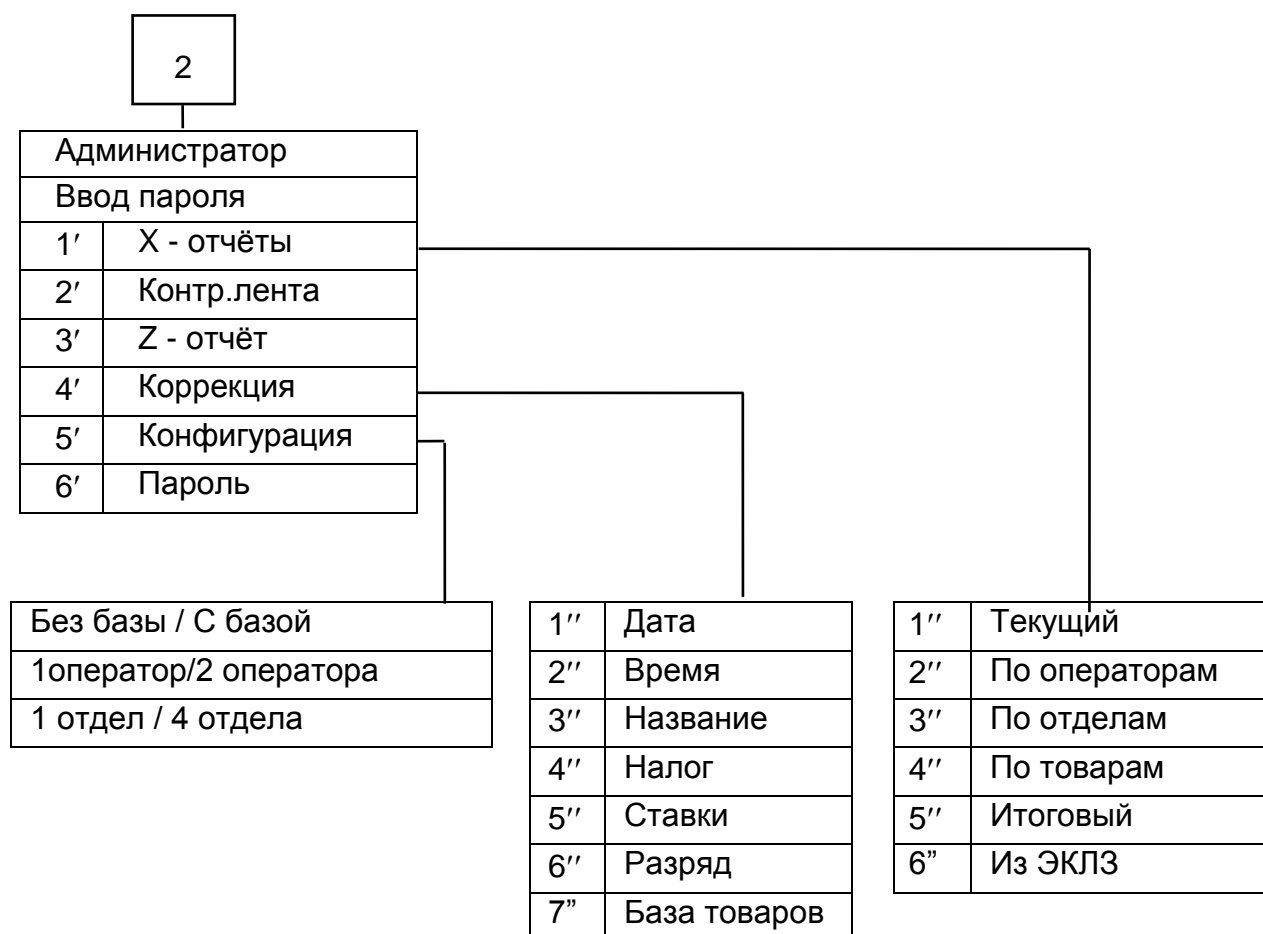 2
Администратор
Ввод пароля
1′ X - отчёты
2′ Контр.лента
3′ Z - отчёт
4′ Коррекция
5′ Конфигурация
6′ Пароль
Без базы / С базой
1оператор/2 оператора
1 отдел / 4 отдела
1′′ Дата
2′′ Время
3′′ Название
4′′ Налог
5′′ Ставки
6′′ Разряд
7” База товаров
1′′ Текущий
2′′ По операторам
3′′ По отделам
4′′ По товарам
5′′ Итоговый
6” Из ЭКЛЗ